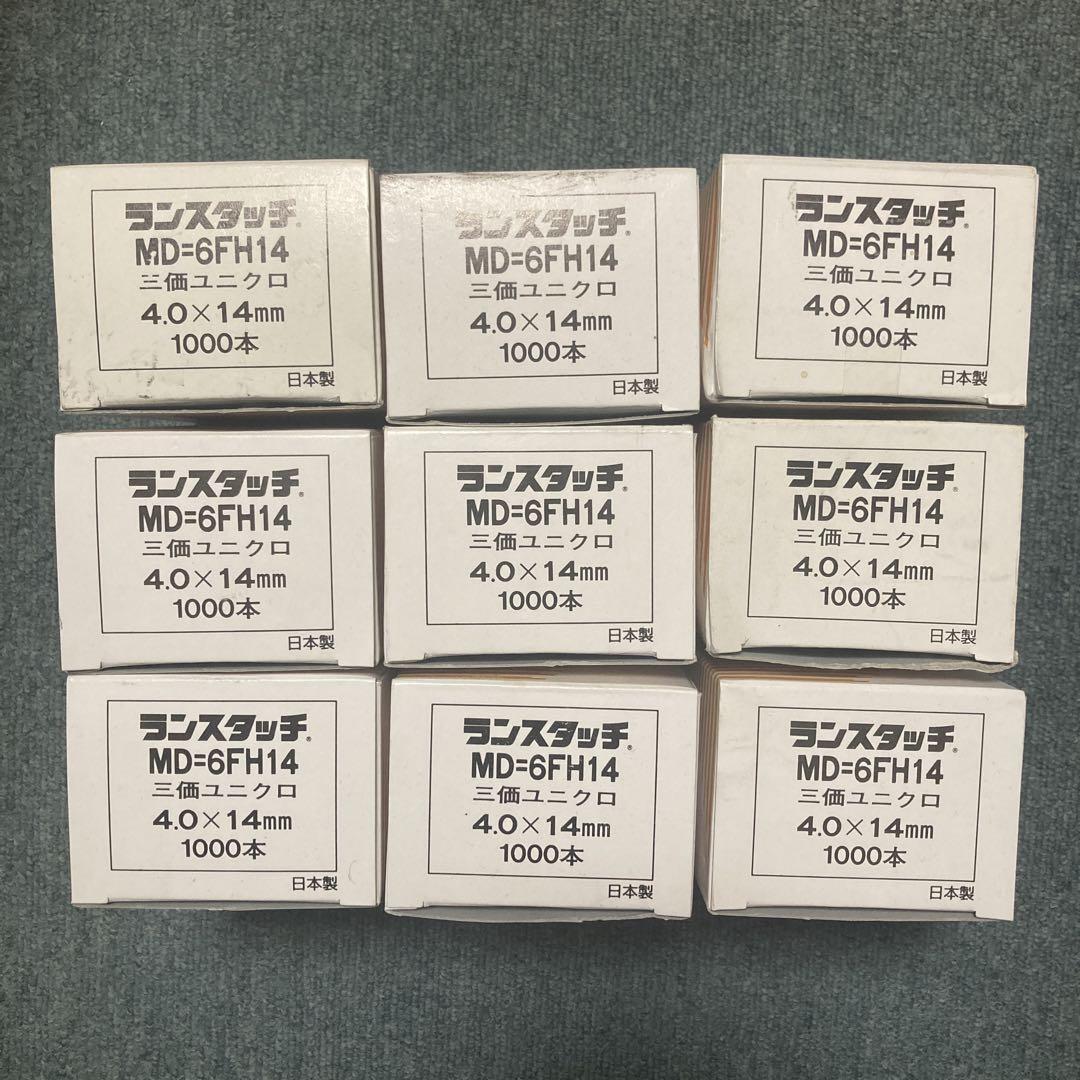 ランスタッチ®
MD=6FH14
三価ユニクロ
4.0×14mm
1000本
日本製
ランスタッチ®
MD=6FH14
三価ユニクロ
4.0×14mm
1000本
日本製
ランスタッチ®
MD=6FH14
三価ユニクロ
4.0×14mm
1000本
日本製
ランスタッチ®
MD=6FH14
三価ユニクロ
4.0×14mm
1000本
日本製
ランスタッチ®
MD=6FH14
三価ユニクロ
4.0×14mm
1000本
日本製
ランスタッチ®
MD=6FH14
三価ユニクロ
4.0×14mm
1000本
日本製
ランスタッチ®
MD=6FH14
三価ユニクロ
4.0×14mm
1000本
日本製
ランスタッチ®
MD=6FH14
三価ユニクロ
4.0×14mm
1000本
日本製
ランスタッチ®
MD=6FH14
三価ユニクロ
4.0×14mm
1000本
日本製